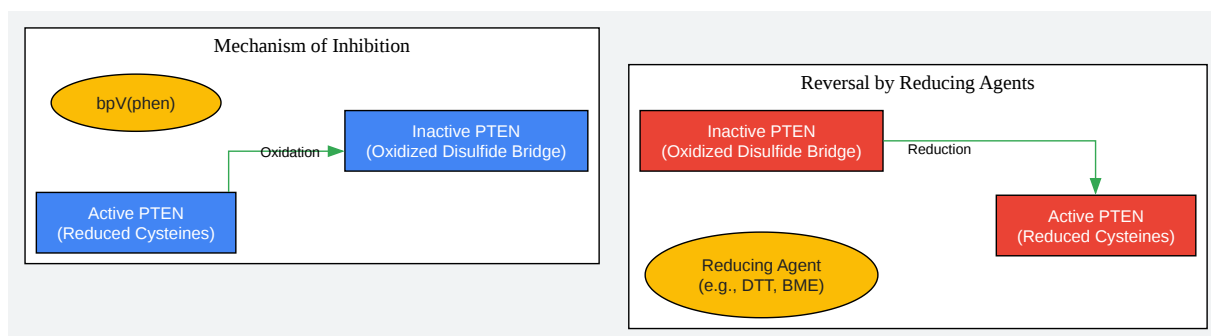 Mechanism of Inhibition
bpV(phen)
Inactive PTEN
(Oxidized Disulfide Bridge)
Oxidation
Active PTEN
(Reduced Cysteines)
Reversal by Reducing Agents
Inactive PTEN
(Oxidized Disulfide Bridge)
Reduction
Active PTEN
(Reduced Cysteines)
Reducing Agent
(e.g., DTT, BME)